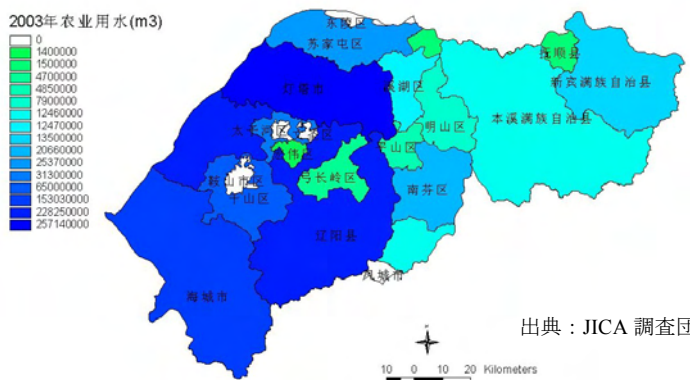 2003年农业用水(m3)
0
1400000
1500000
4700000
4850000
7900000
12460000
12470000
13500000
20660000
25370000
31300000
65000000
153030000
228250000
257140000
东陵区
苏家屯区
灯塔市
抚顺县
新宾满族自治县
溪湖区
本溪满族自治县
明山区
平山区
太子河区
宏伟区
弓长岭区
南芬区
鞍山市区
千山区
辽阳县
凤城市
海城市
出典：JICA 調査団
10 0 10 20 Kilometers